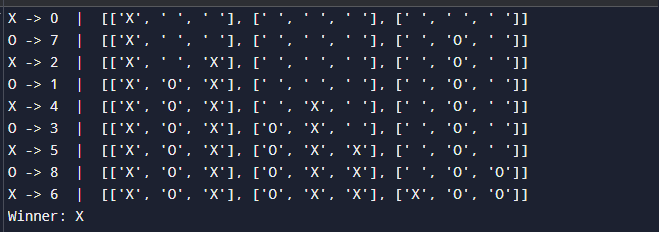 X -> 0  |  [['X', ' ', ' '], [' ', ' ', ' '], [' ', ' ', ' ']]
O -> 7  |  [['X', ' ', ' '], [' ', ' ', ' '], [' ', 'O', ' ']]
X -> 2  |  [['X', ' ', 'X'], [' ', ' ', ' '], [' ', 'O', ' ']]
O -> 1  |  [['X', 'O', 'X'], [' ', ' ', ' '], [' ', 'O', ' ']]
X -> 4  |  [['X', 'O', 'X'], [' ', 'X', ' '], [' ', 'O', ' ']]
O -> 3  |  [['X', 'O', 'X'], ['O', 'X', ' '], [' ', 'O', ' ']]
X -> 5  |  [['X', 'O', 'X'], ['O', 'X', 'X'], [' ', 'O', ' ']]
O -> 8  |  [['X', 'O', 'X'], ['O', 'X', 'X'], [' ', 'O', 'O']]
X -> 6  |  [['X', 'O', 'X'], ['O', 'X', 'X'], ['X', 'O', 'O']]
Winner: X